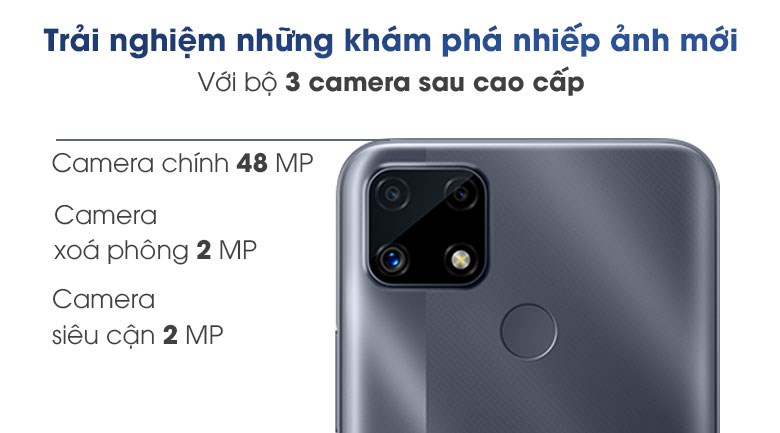 Trải nghiệm những khám phá nhiếp ảnh mới
Với bộ 3 camera sau cao cấp
Camera chính 48 MP
Camera
xoá phông 2 MP
Camera
siêu cận 2 MP